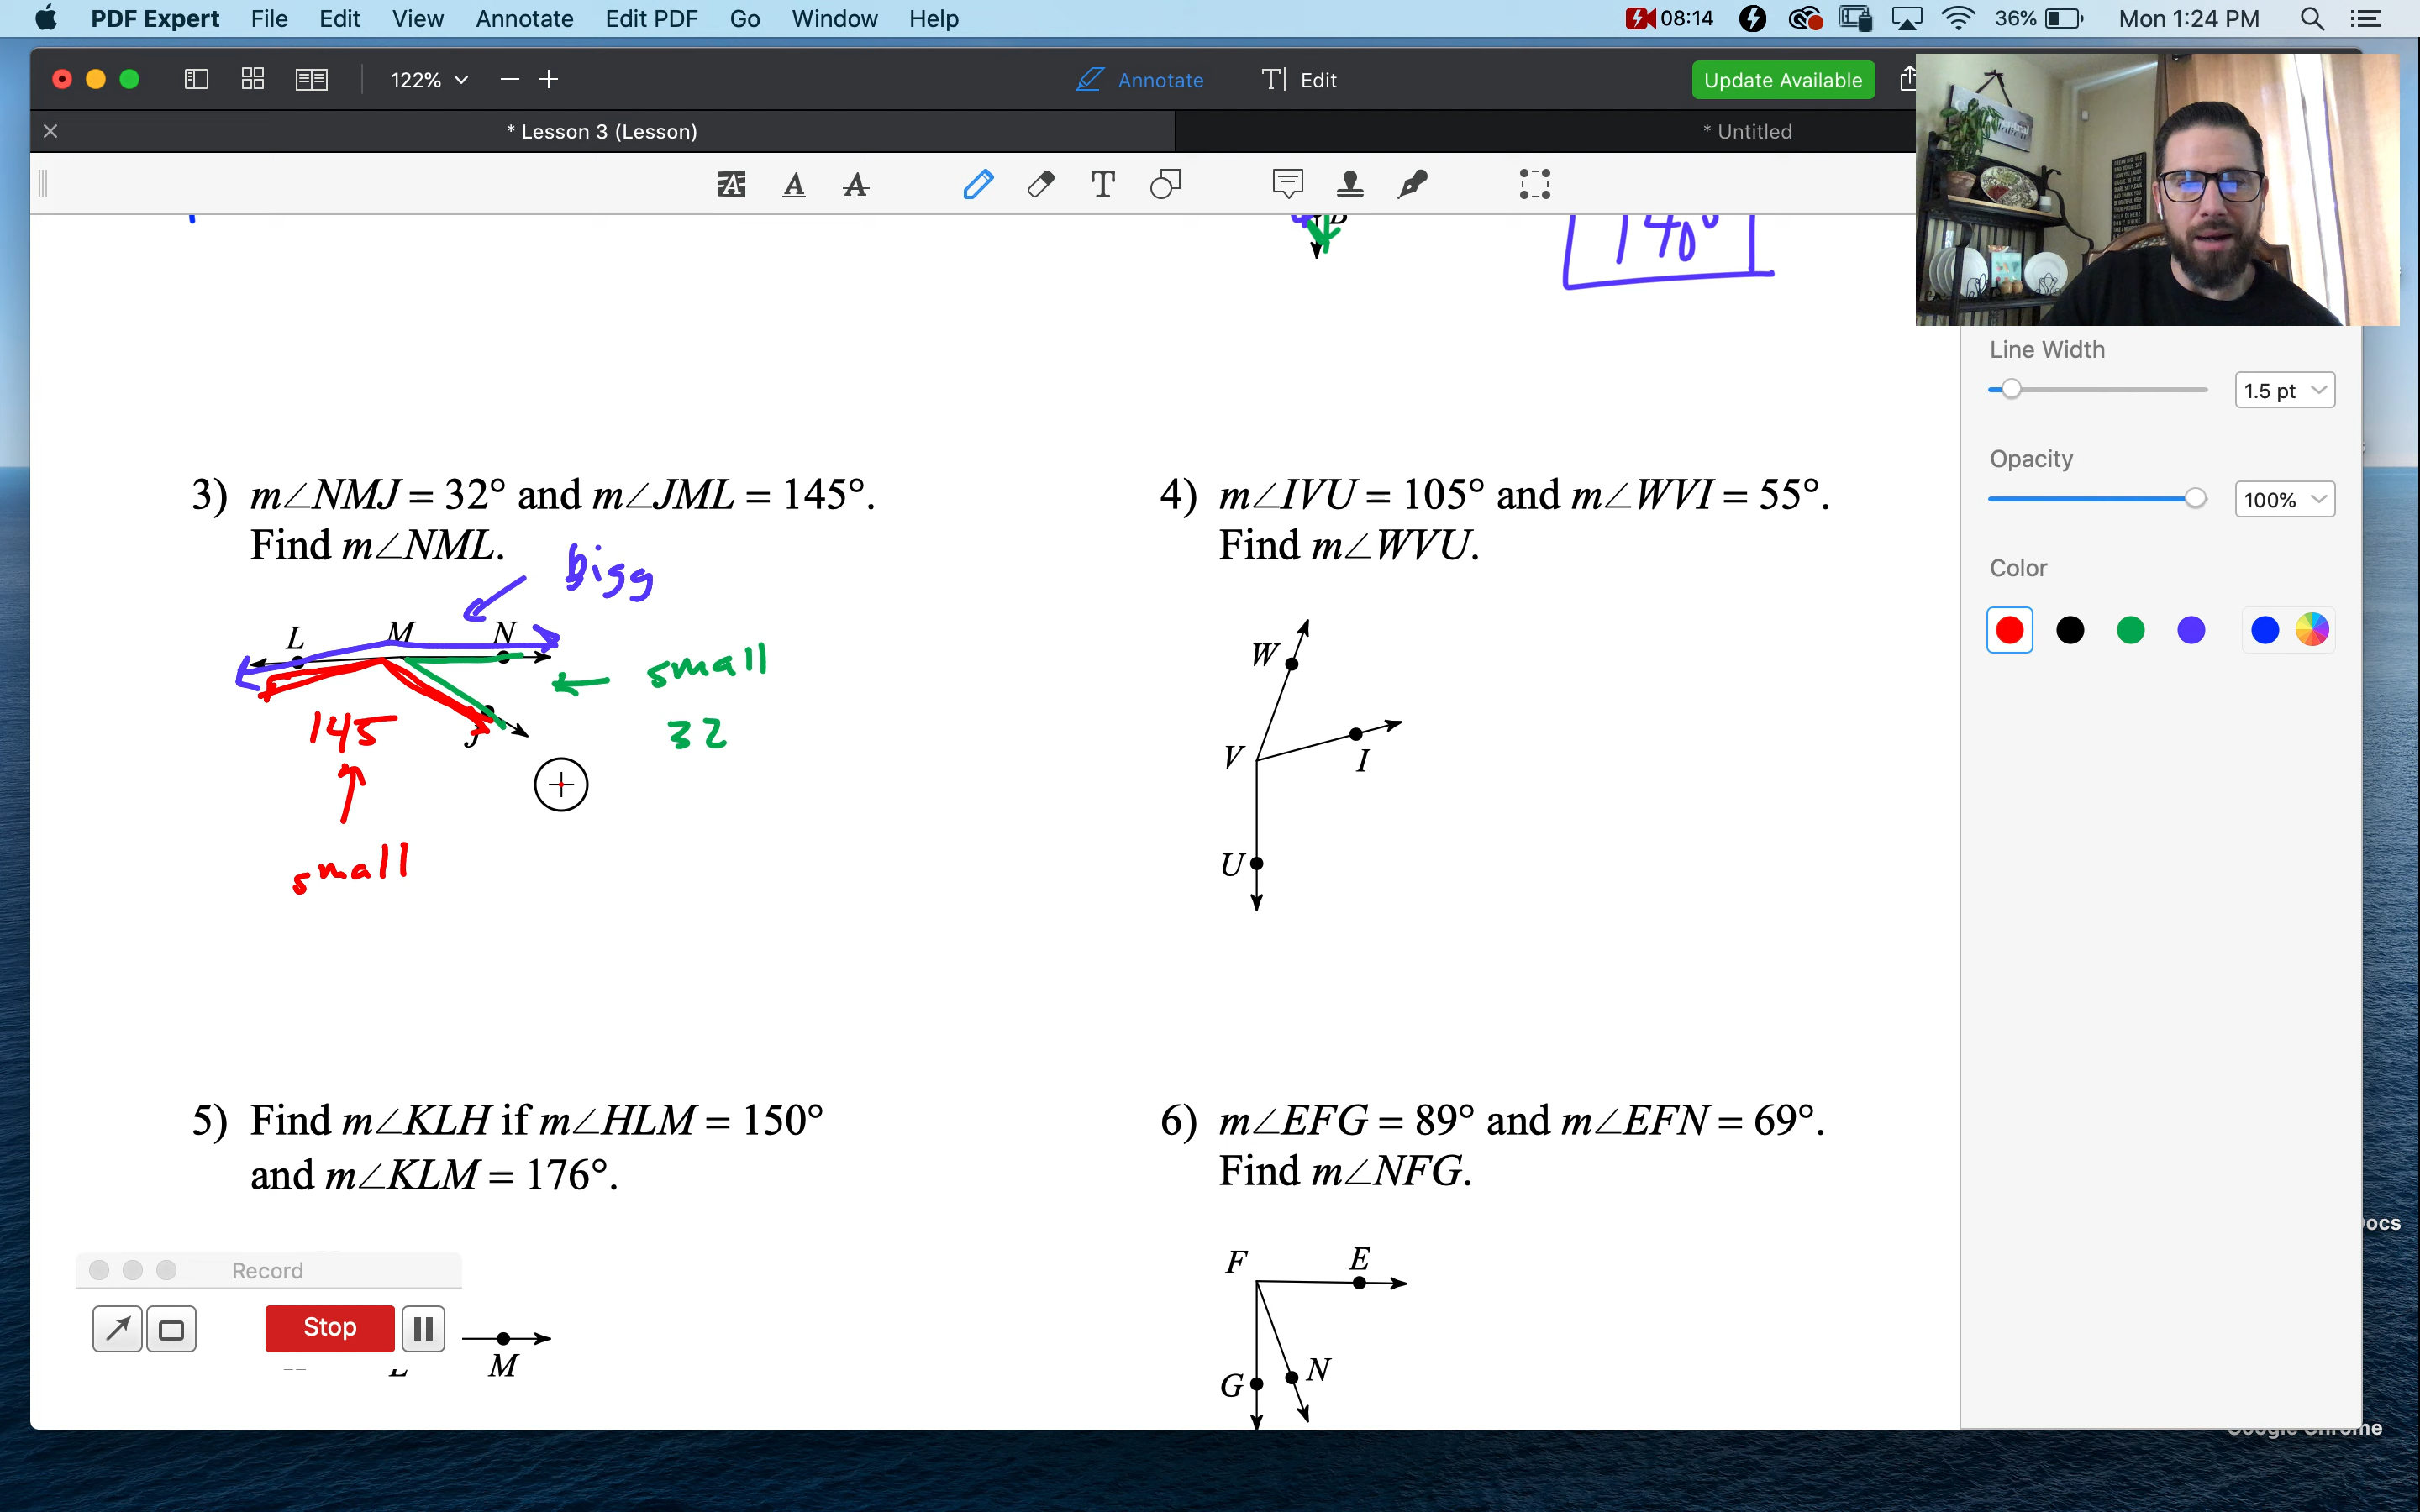 PDF Expert File Edit View Annotate Edit PDF Go Window Help 08:14 36% Mon 1:24 PM
122% Annotate Edit Update Available
* Lesson 3 (Lesson) * Untitled
A A A T
140°
Line Width
1.5 pt
Opacity
100%
Color
3) m∠NMJ = 32° and m∠JML = 145°.
Find m∠NML.
bigg
L M N
small
32
J
145
small
4) m∠IVU = 105° and m∠WVI = 55°.
Find m∠WVU.
W
V
I
U
5) Find m∠KLH if m∠HLM = 150°
and m∠KLM = 176°.
Record
Stop
M
6) m∠EFG = 89° and m∠EFN = 69°.
Find m∠NFG.
F E
N
G